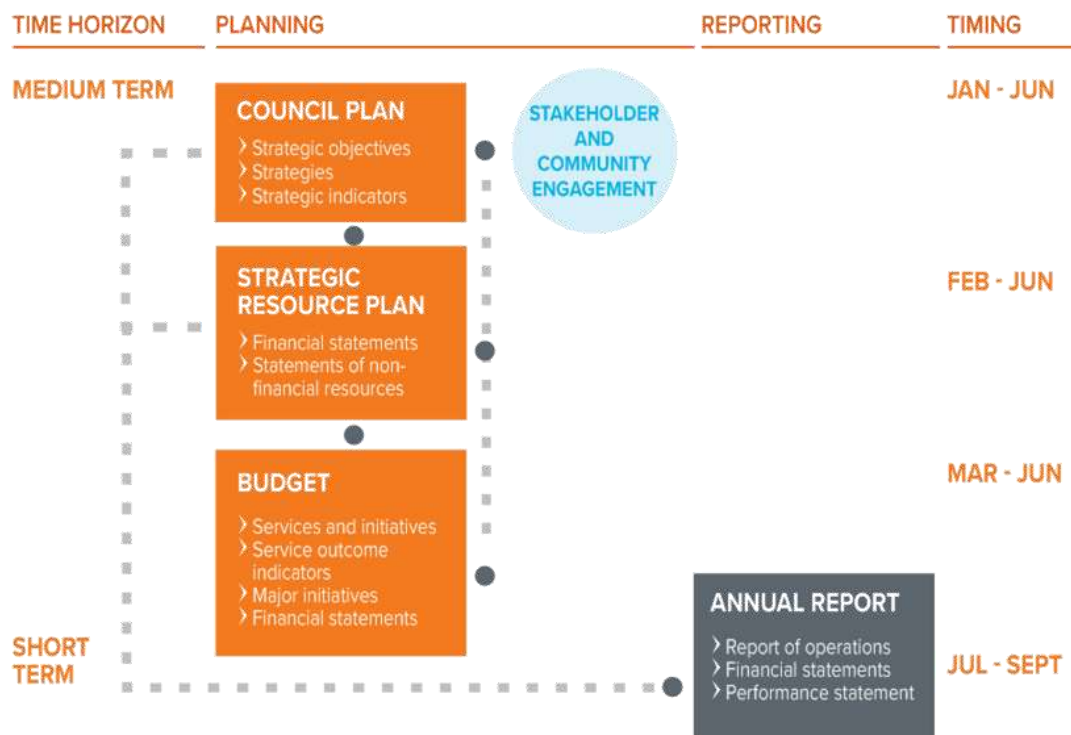 TIME HORIZON
PLANNING
REPORTING
TIMING
MEDIUM TERM
COUNCIL PLAN
› Strategic objectives
› Strategies
› Strategic indicators
STAKEHOLDER
AND
COMMUNITY
ENGAGEMENT
JAN - JUN
STRATEGIC
RESOURCE PLAN
› Financial statements
› Statements of non-
financial resources
FEB - JUN
BUDGET
› Services and initiatives
› Service outcome
indicators
› Major initiatives
› Financial statements
MAR - JUN
SHORT
TERM
ANNUAL REPORT
› Report of operations
› Financial statements
› Performance statement
JUL - SEPT